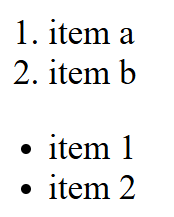 1. item a
2. item b
• item 1
• item 2